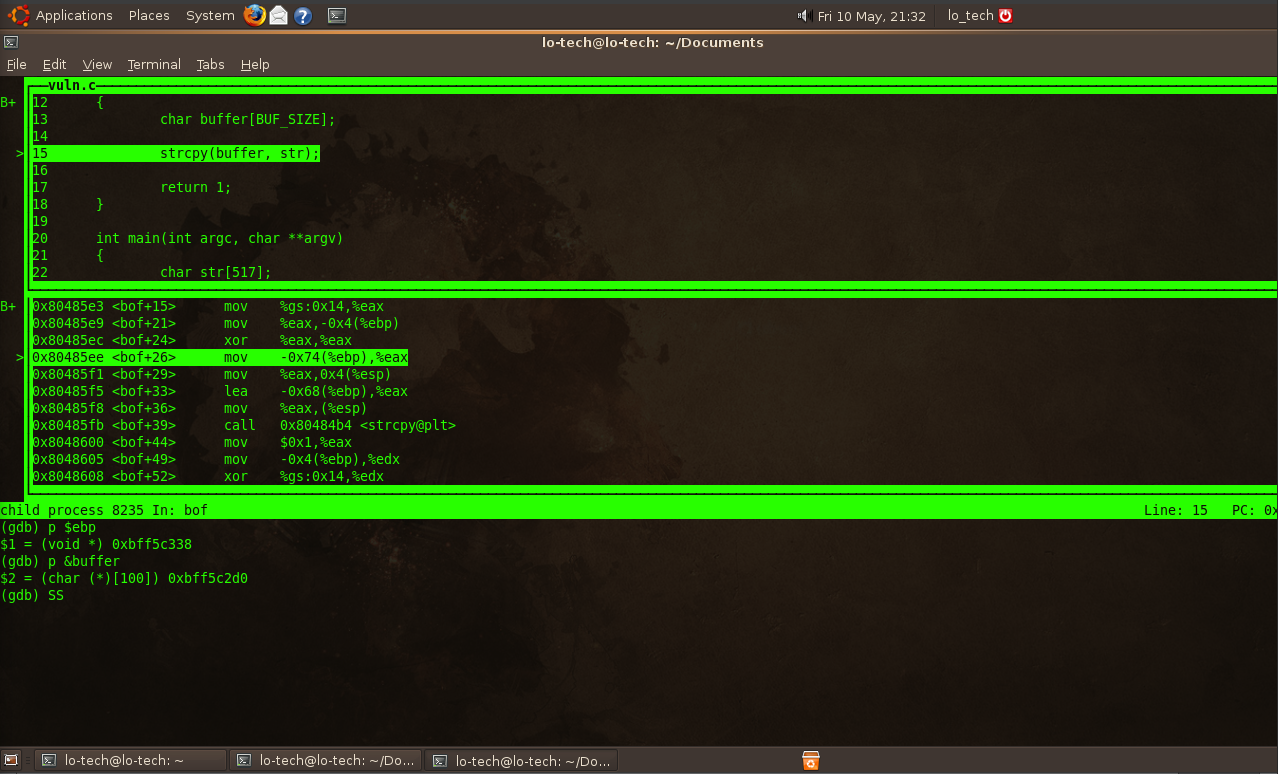 Applications Places System Fri 10 May, 21:32 lo_tech
lo-tech@lo-tech: ~/Documents
File Edit View Terminal Tabs Help
vuln.c
B+ 12 {
13 char buffer[BUF_SIZE];
14
> 15 strcpy(buffer, str);
16
17 return 1;
18 }
19
20 int main(int argc, char **argv)
21 {
22 char str[517];
B+ 0x80485e3 <bof+15> mov %gs:0x14,%eax
0x80485e9 <bof+21> mov %eax,-0x4(%ebp)
0x80485ec <bof+24> xor %eax,%eax
> 0x80485ee <bof+26> mov -0x74(%ebp),%eax
0x80485f1 <bof+29> mov %eax,0x4(%esp)
0x80485f5 <bof+33> lea -0x68(%ebp),%eax
0x80485f8 <bof+36> mov %eax,(%esp)
0x80485fb <bof+39> call 0x80484b4 <strcpy@plt>
0x8048600 <bof+44> mov $0x1,%eax
0x8048605 <bof+49> mov -0x4(%ebp),%edx
0x8048608 <bof+52> xor %gs:0x14,%edx
child process 8235 In: bof Line: 15 PC: 0x
(gdb) p $ebp
$1 = (void *) 0xbff5c338
(gdb) p &buffer
$2 = (char (*)[100]) 0xbff5c2d0
(gdb) SS
lo-tech@lo-tech: ~ lo-tech@lo-tech: ~/Do... lo-tech@lo-tech: ~/Do...